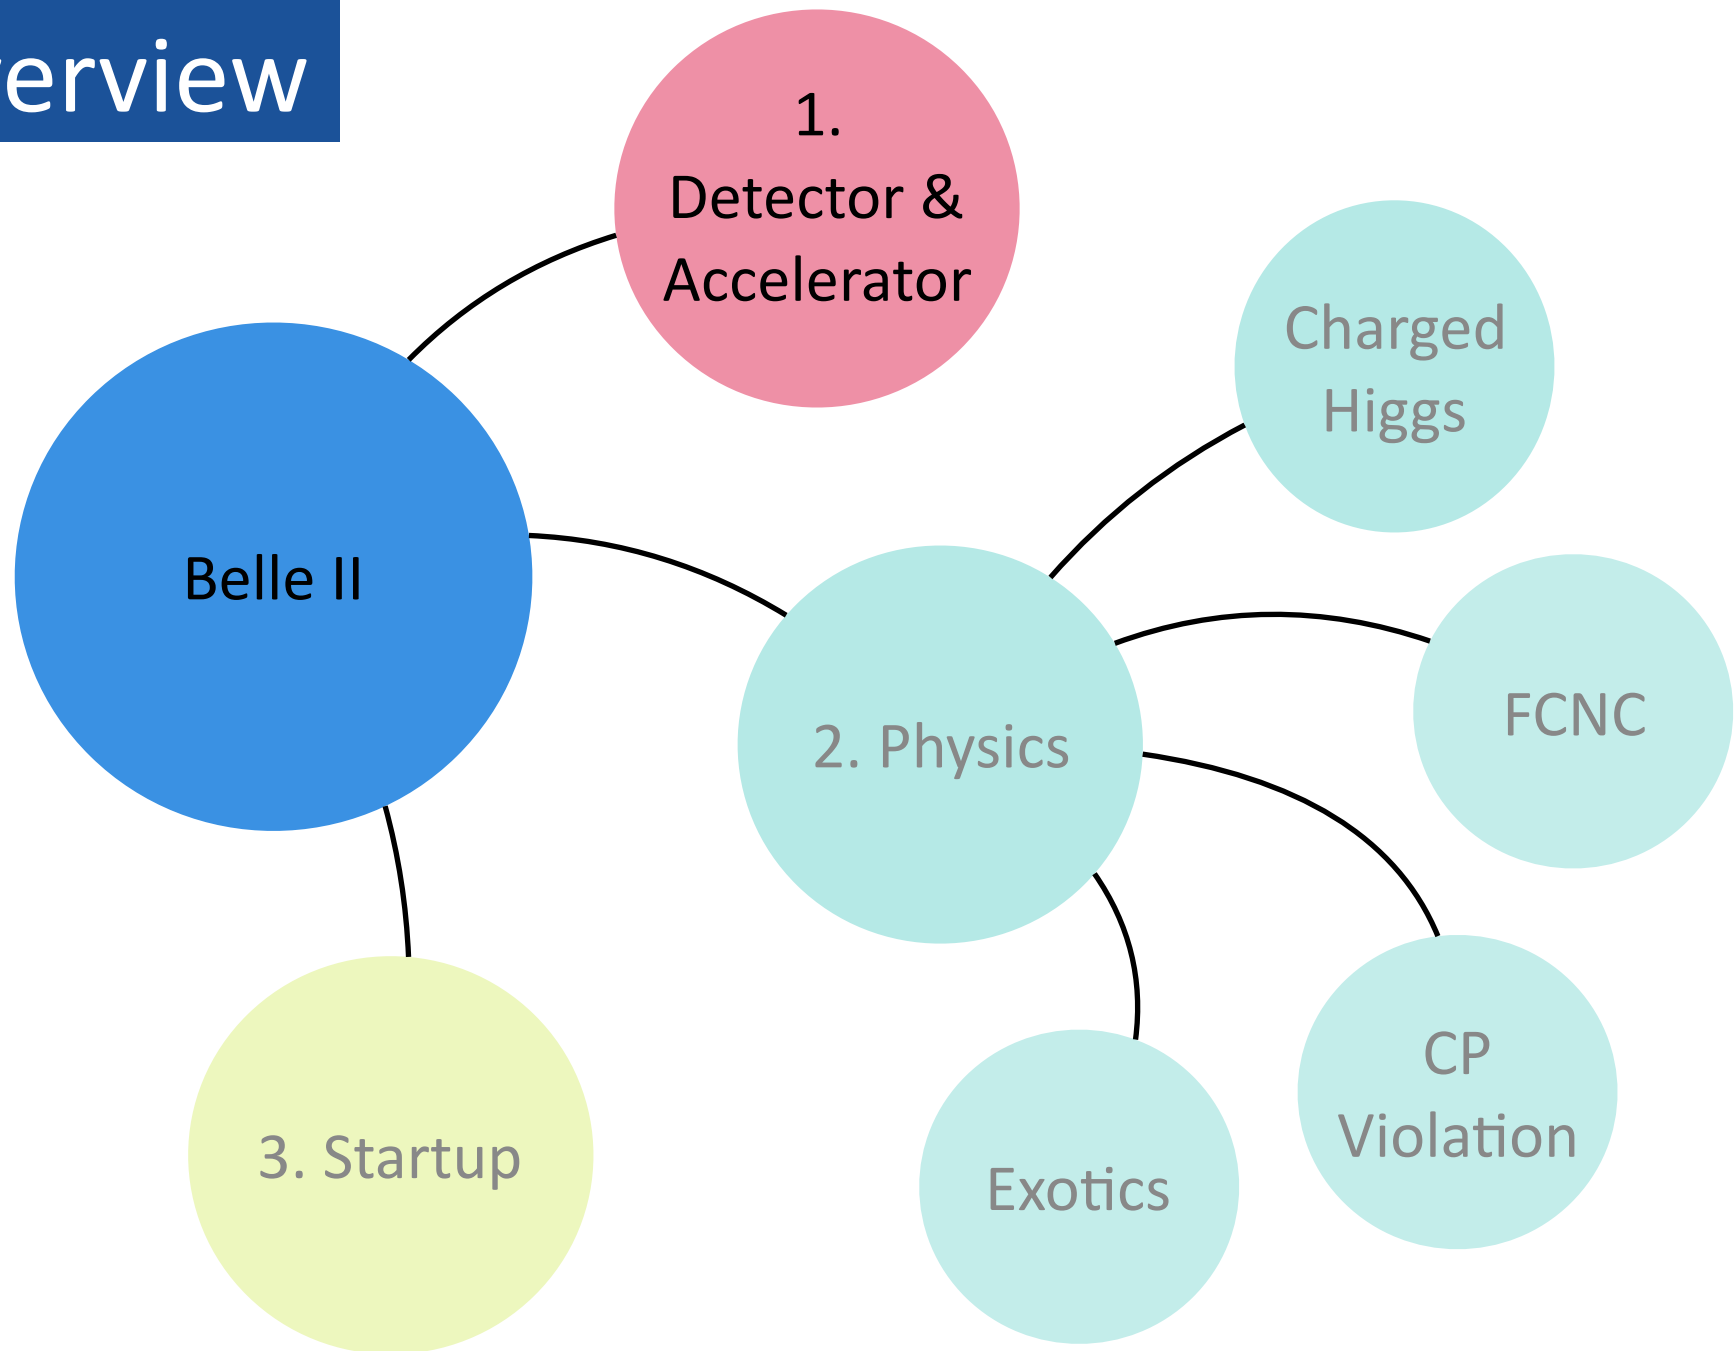 erview
1.
Detector &
Accelerator
Charged
Higgs
Belle II
FCNC
2. Physics
CP
Violation
3. Startup
Exotics